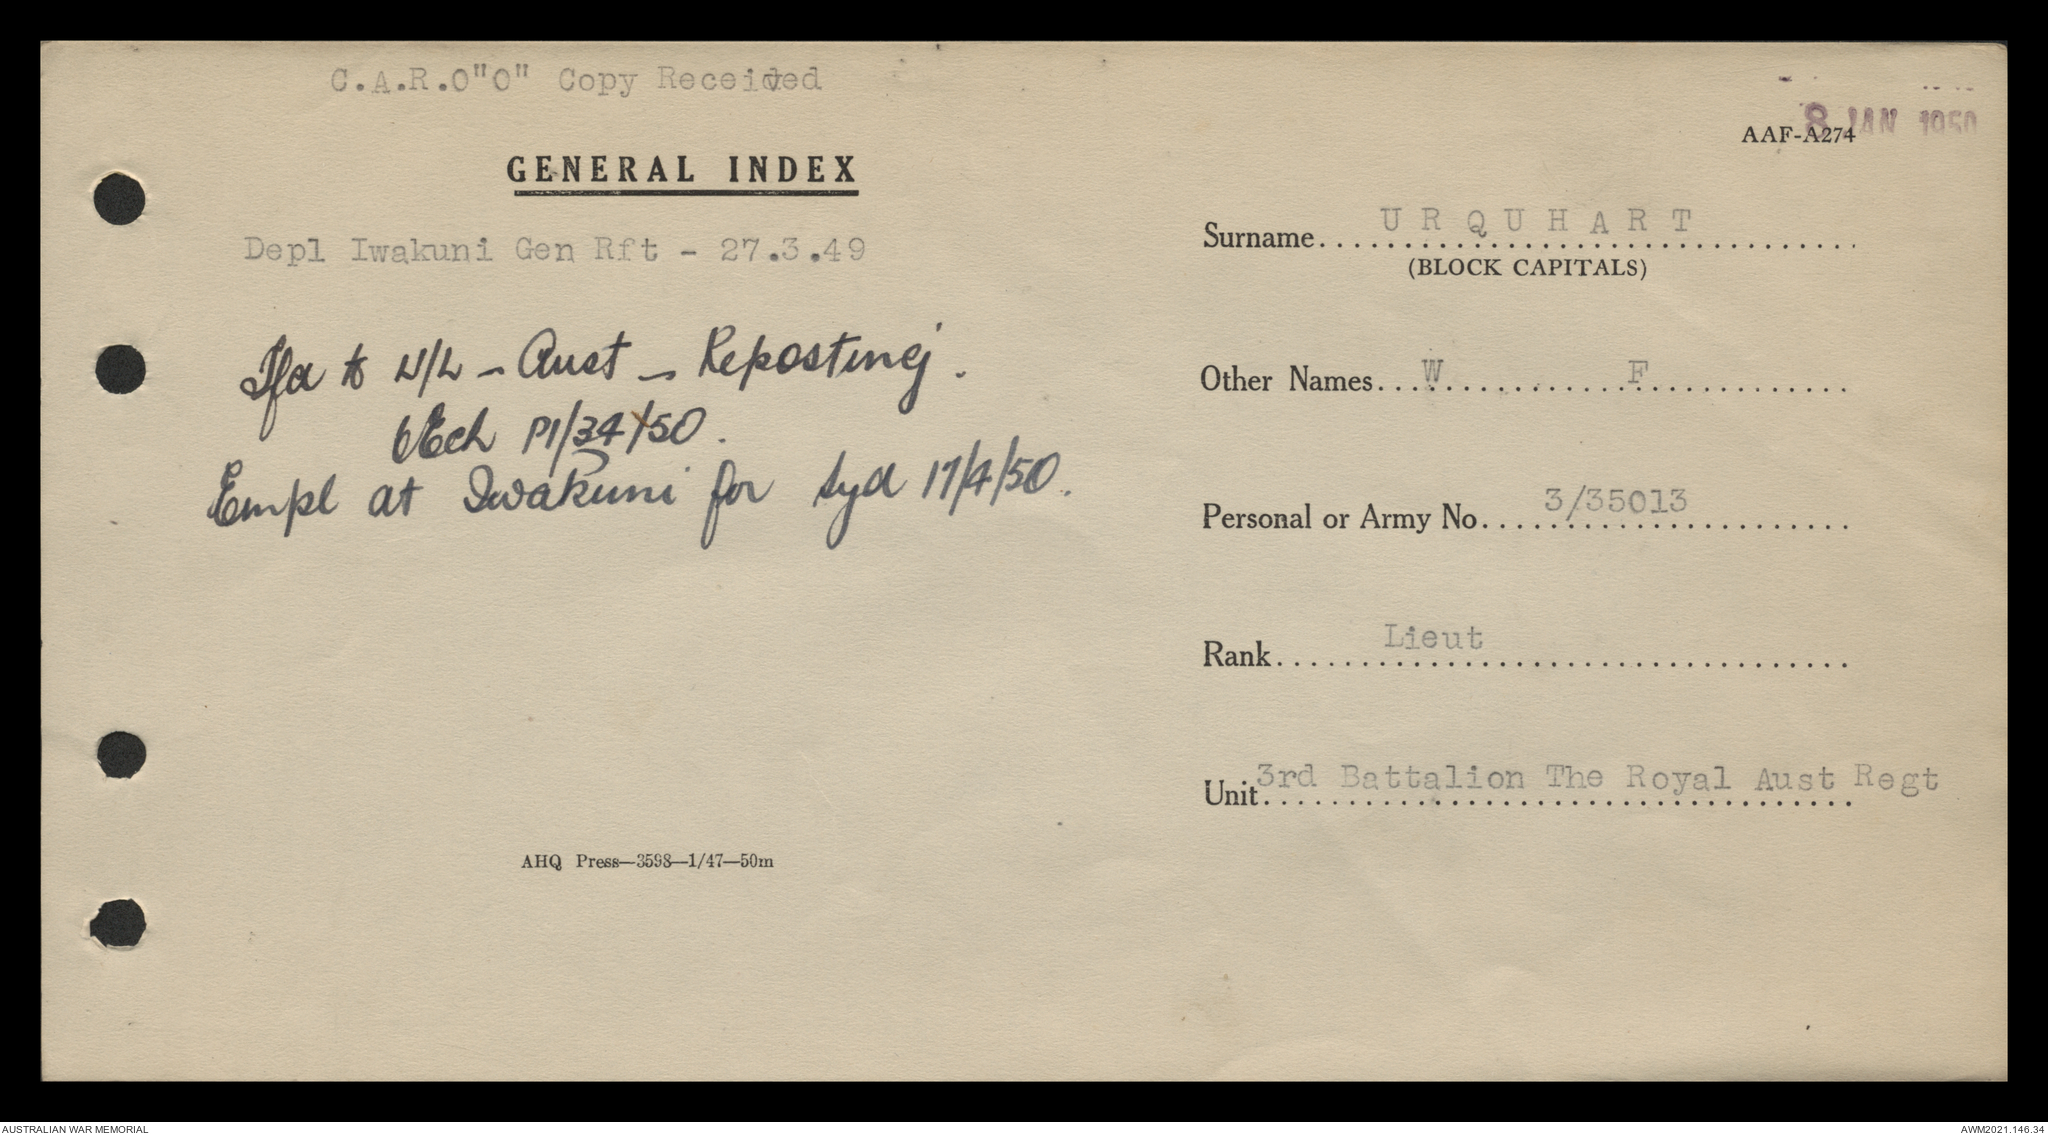 C.A.R.O"O" Copy Received
8 JAN 1950
AAF-A274
GENERAL INDEX
Depl Iwakuni Gen Rft - 27.3.49
Tfd to W/L - Aust - Reposting.
6Ech P1/34/50.
Empl at Iwakuni for Syd 17/4/50.
Surname URQUHART
(BLOCK CAPITALS)
Other Names W F
Personal or Army No. 3/35013
Rank Lieut
Unit 3rd Battalion The Royal Aust Regt
AHQ Press—3598—1/47—50m
AUSTRALIAN WAR MEMORIAL
AWM2021.146.34